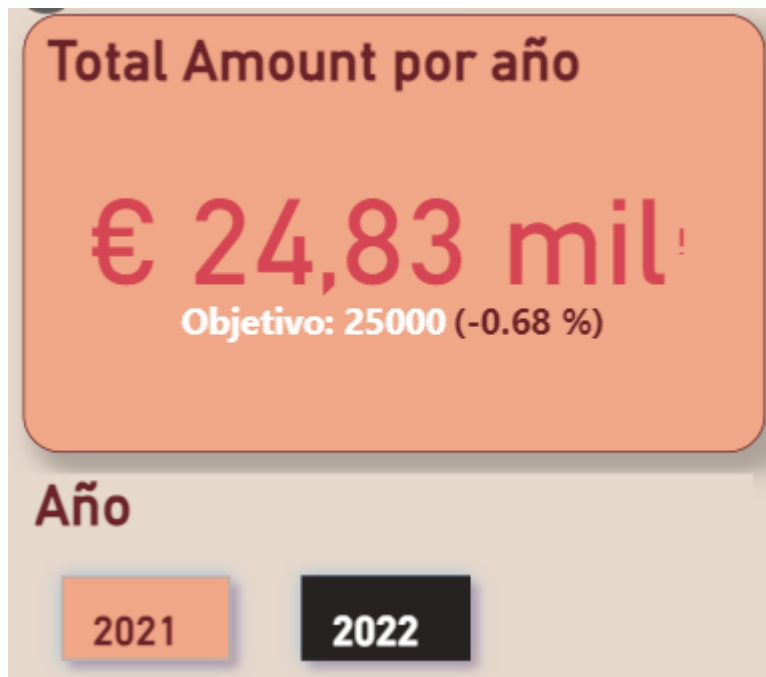 Total Amount por año
€ 24,83 mil !
Objetivo: 25000 (-0.68 %)
Año
2021 2022